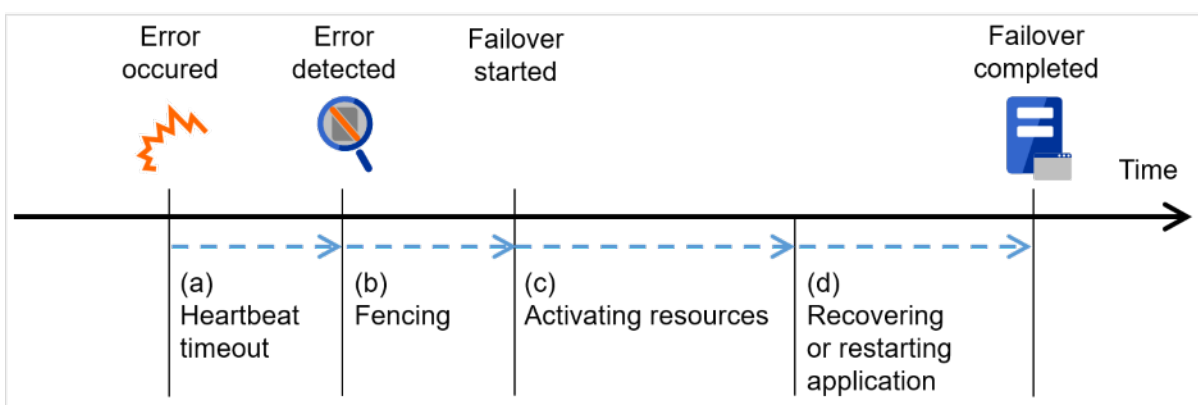 Error
occured
Error
detected
Failover
started
Failover
completed
Time
(a)
Heartbeat
timeout
(b)
Fencing
(c)
Activating resources
(d)
Recovering
or restarting
application